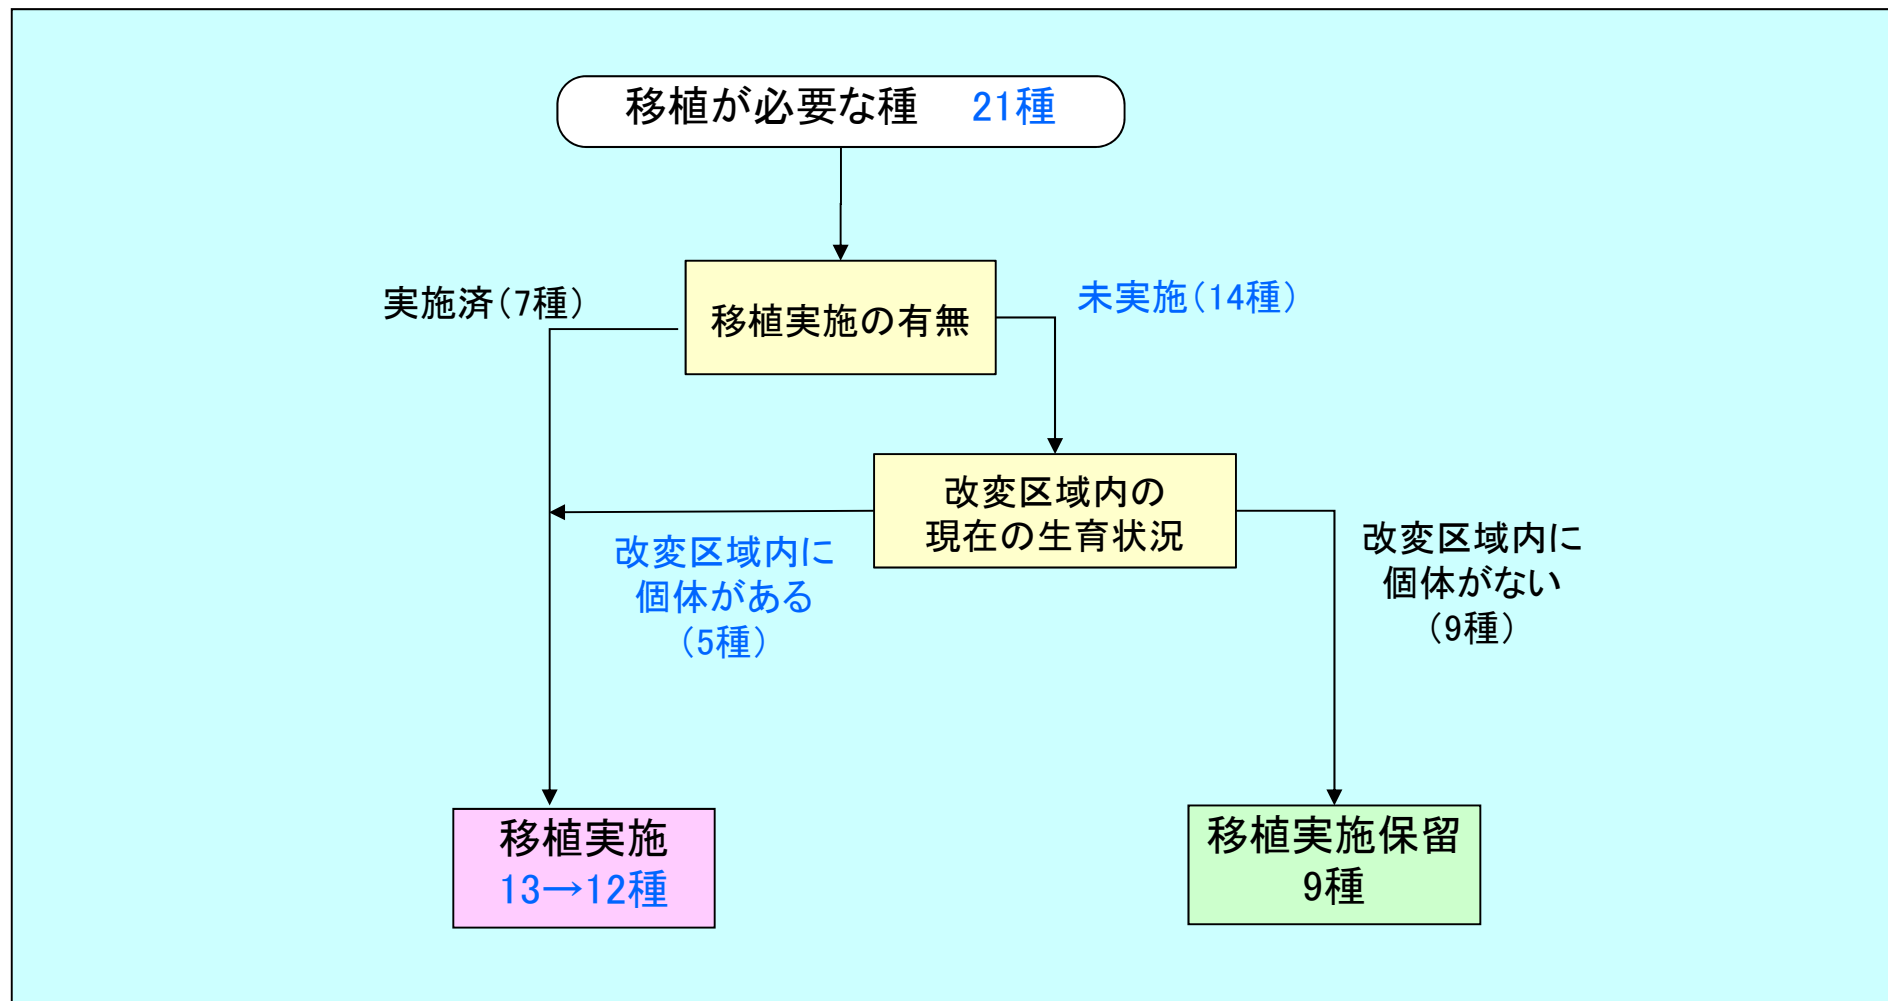 移植が必要な種　21種
実施済（7種）
移植実施の有無
未実施（14種）
改変区域内の
現在の生育状況
改変区域内に
個体がある
（5種）
改変区域内に
個体がない
（9種）
移植実施
13→12種
移植実施保留
9種